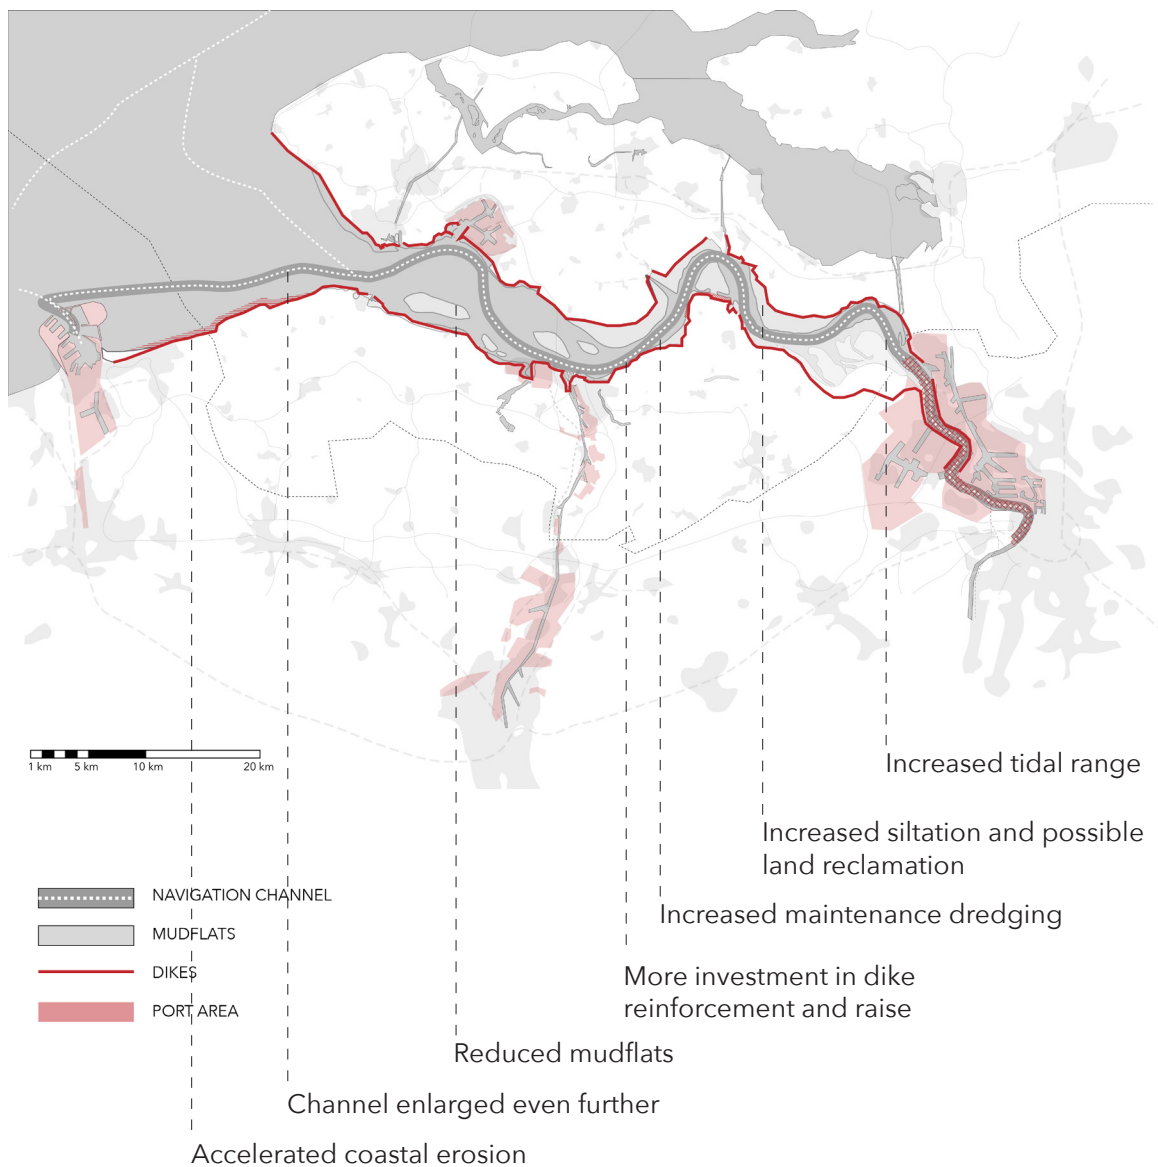 1 km 5 km 10 km 20 km
Increased tidal range
Increased siltation and possible
land reclamation
NAVIGATION CHANNEL
Increased maintenance dredging
MUDFLATS
DIKES
More investment in dike
reinforcement and raise
PORT AREA
Reduced mudflats
Channel enlarged even further
Accelerated coastal erosion